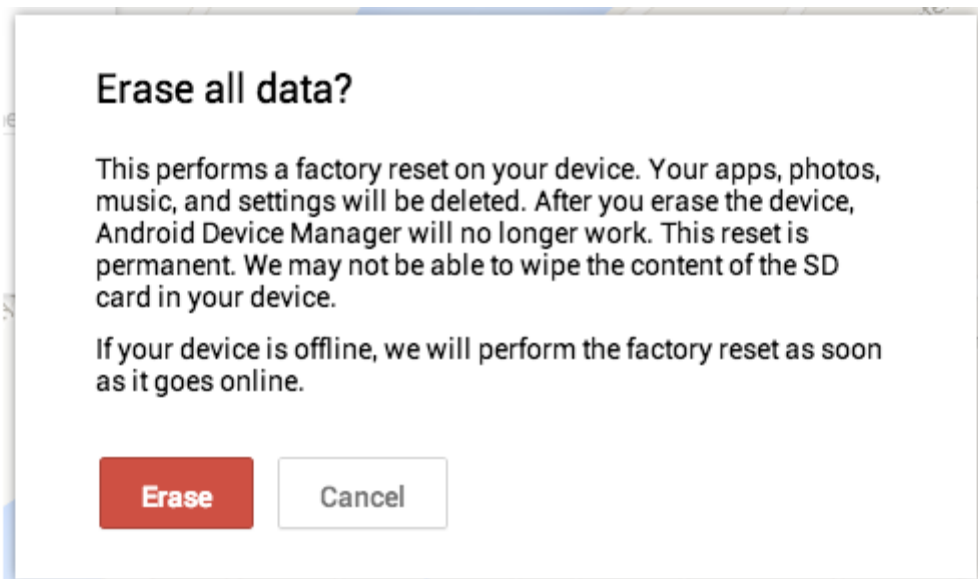 Erase all data?
This performs a factory reset on your device. Your apps, photos,
music, and settings will be deleted. After you erase the device,
Android Device Manager will no longer work. This reset is
permanent. We may not be able to wipe the content of the SD
card in your device.
If your device is offline, we will perform the factory reset as soon
as it goes online.
Erase
Cancel